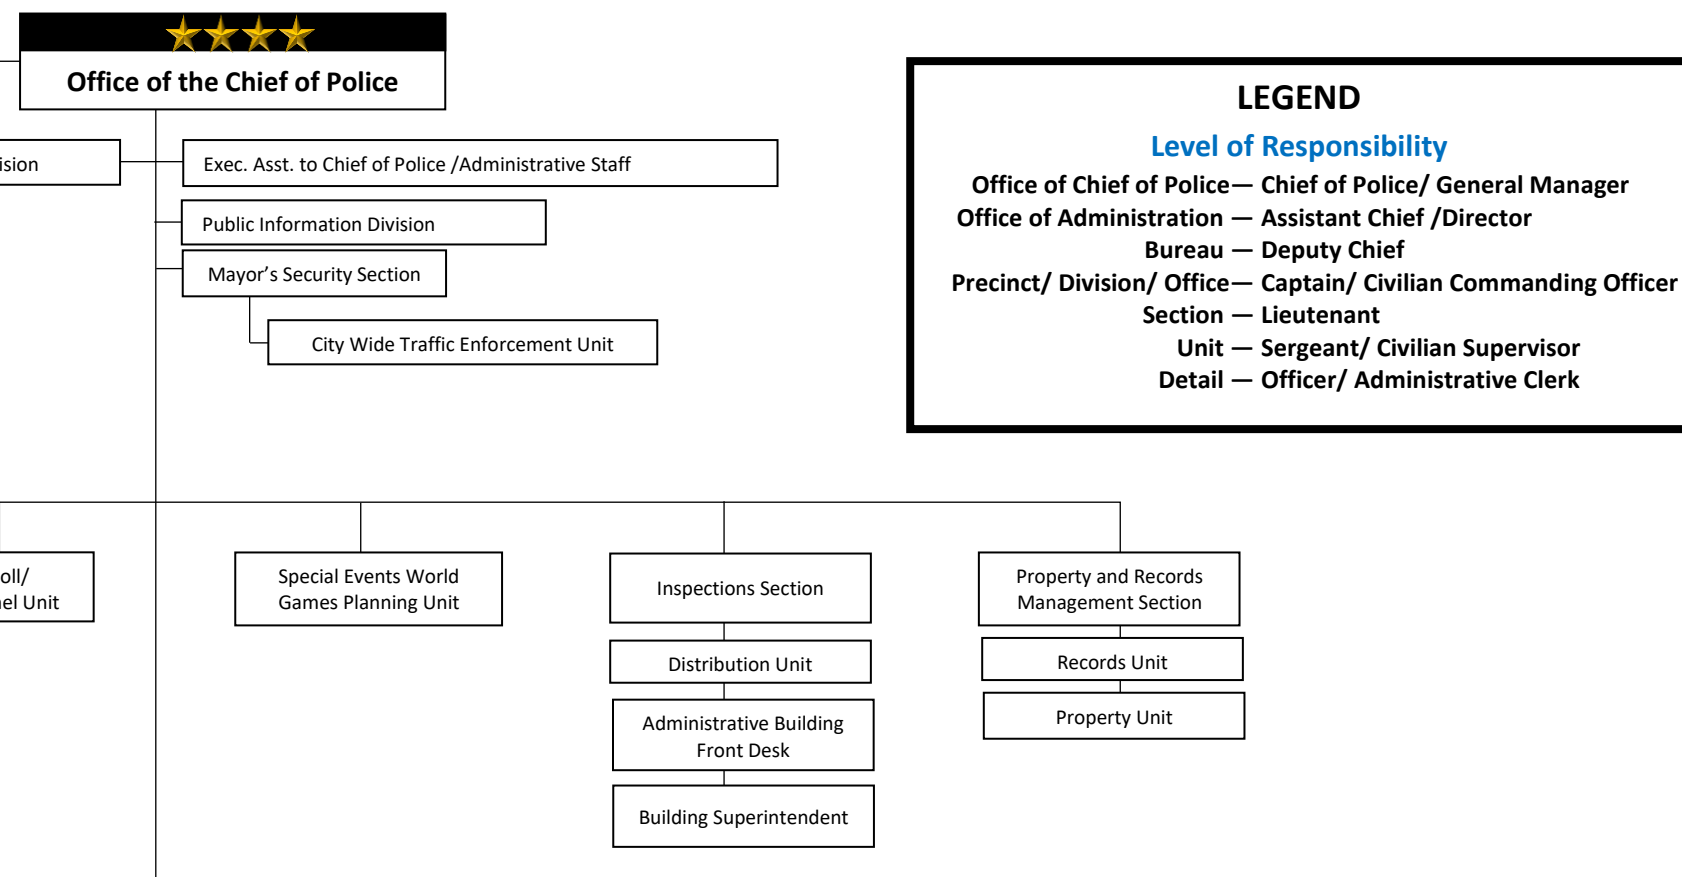 Office of the Chief of Police
LEGEND
Level of Responsibility
Office of Chief of Police— Chief of Police/ General Manager
Office of Administration — Assistant Chief /Director
Bureau — Deputy Chief
Precinct/ Division/ Office— Captain/ Civilian Commanding Officer
Section — Lieutenant
Unit — Sergeant/ Civilian Supervisor
Detail — Officer/ Administrative Clerk
Exec. Asst. to Chief of Police /Administrative Staff
Public Information Division
Mayor’s Security Section
City Wide Traffic Enforcement Unit
Unit
Special Events World
Games Planning Unit
Inspections Section
Distribution Unit
Administrative Building
Front Desk
Building Superintendent
Property and Records
Management Section
Records Unit
Property Unit